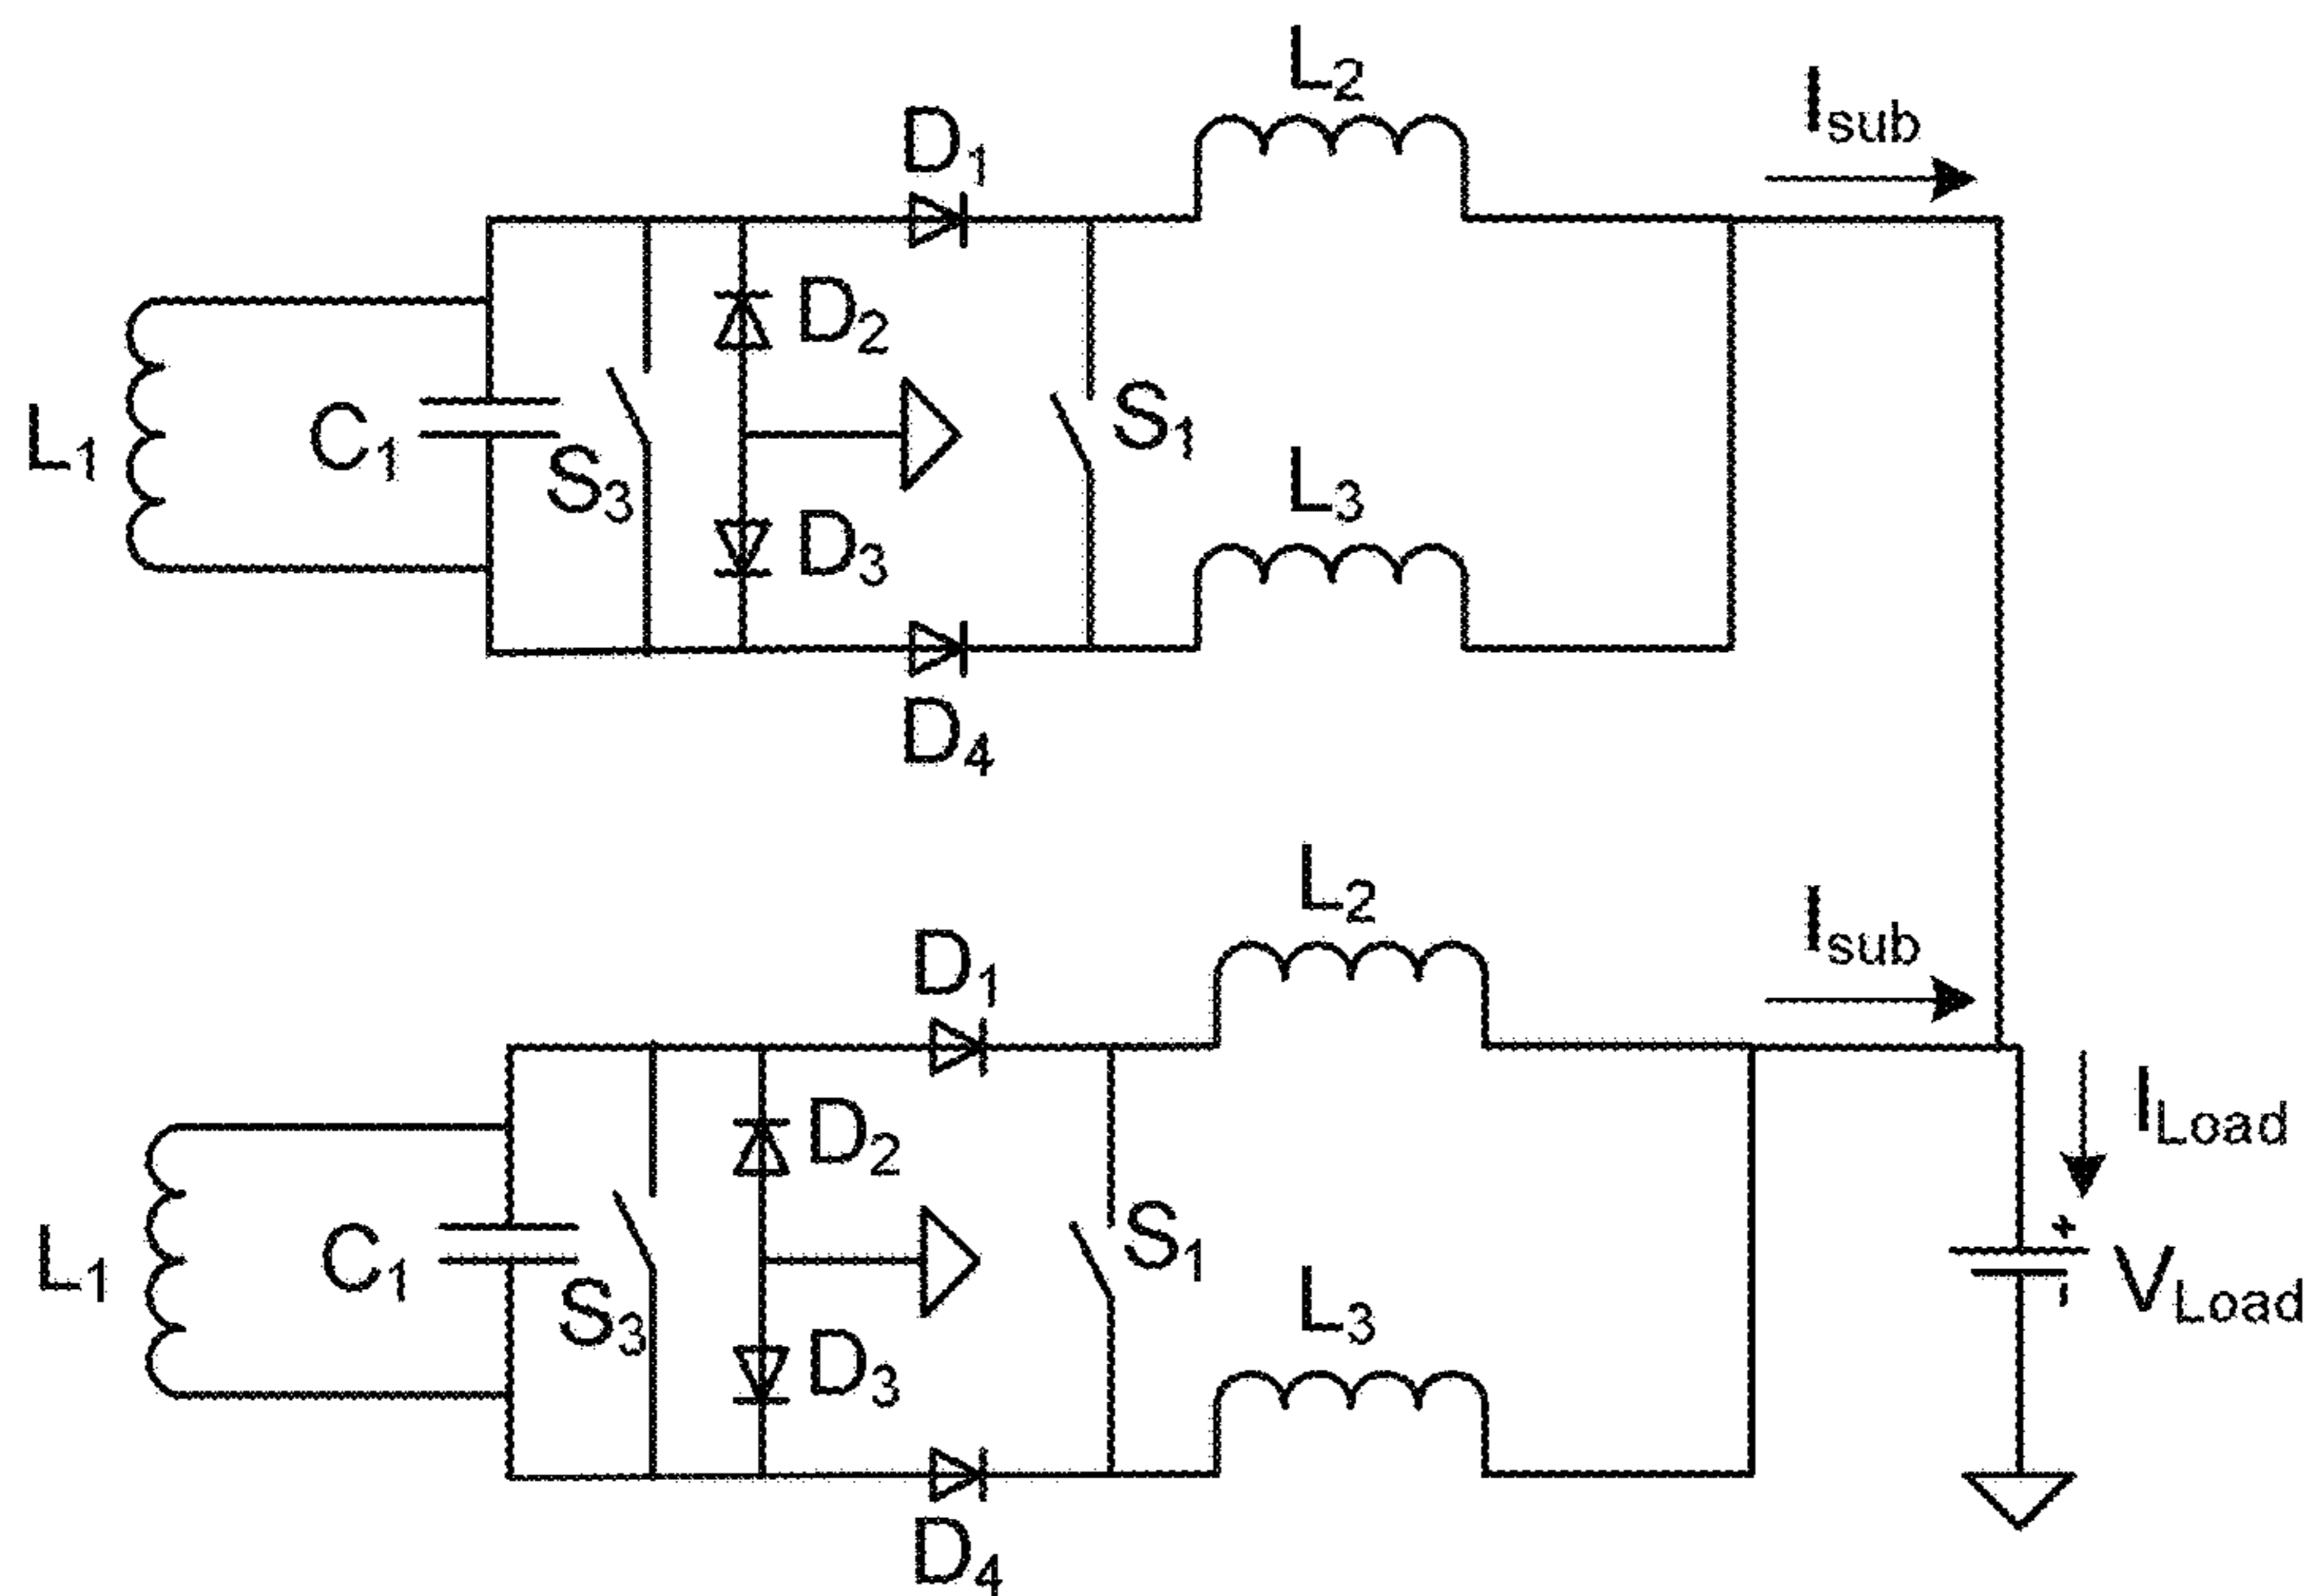 L2
Isub
D1
D2
L1
C1
S3
S1
L3
D3
D4
L2
Isub
D1
D2
ILoad
L1
C1
S3
S1
L3
+
-
VLoad
D3
D4